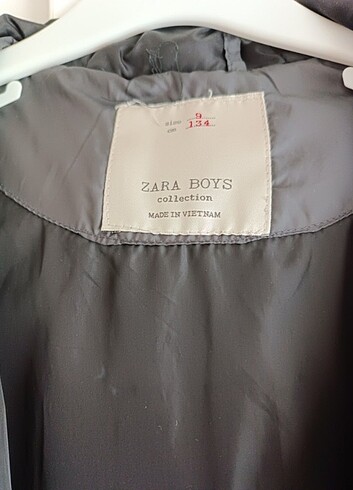 size 9
cm 134
ZARA BOYS
collection
MADE IN VIETNAM